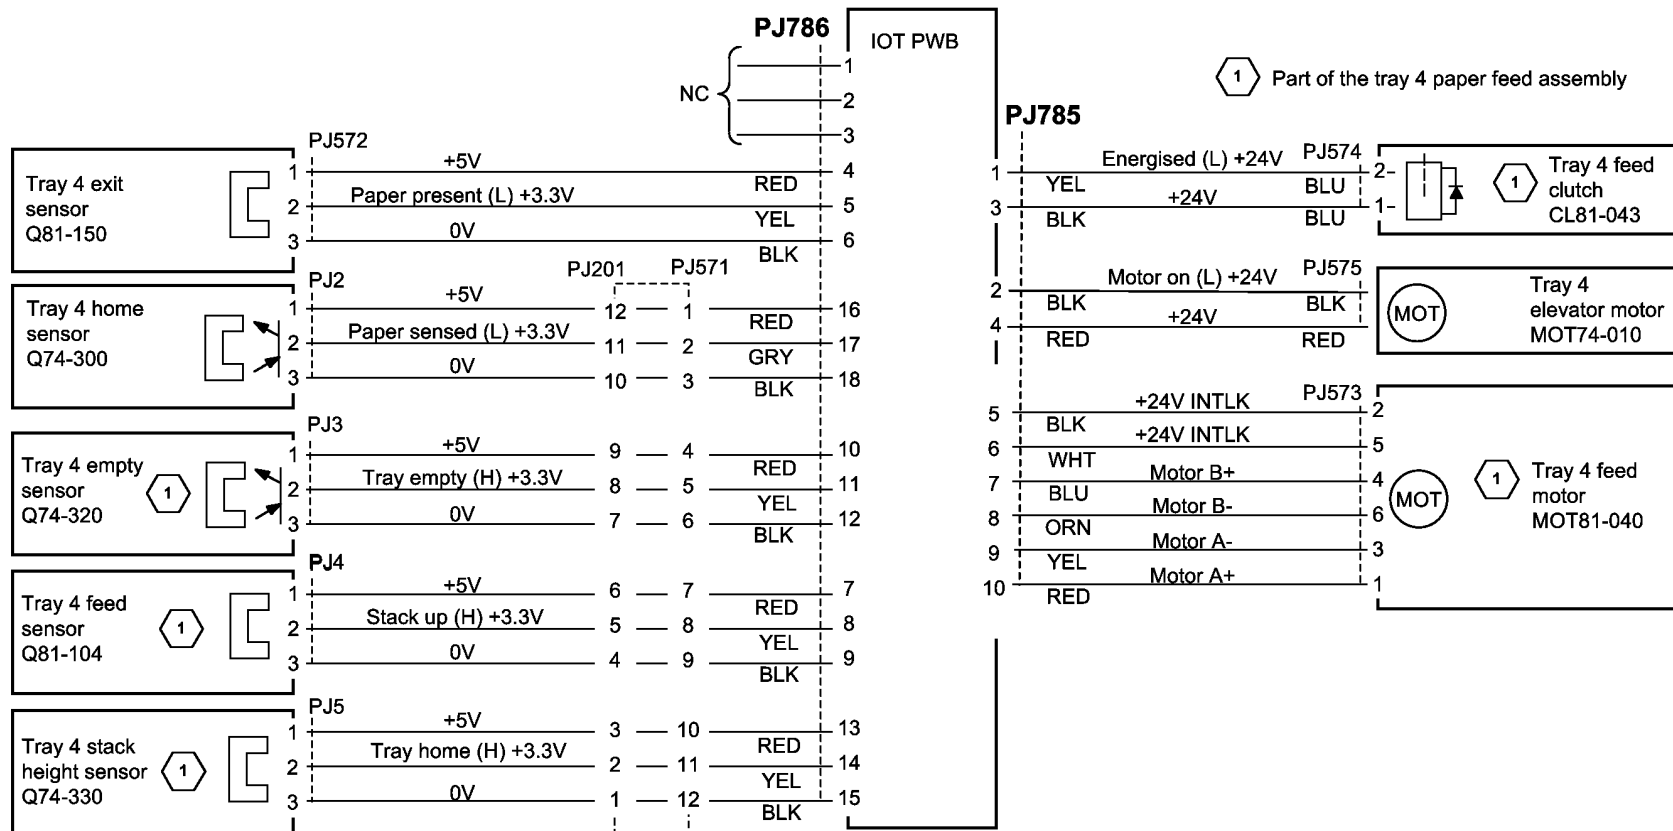 PJ786
IOT PWB
NC
1
2
3
1 Part of the tray 4 paper feed assembly
PJ572
Tray 4 exit
sensor
Q81-150
1 +5V RED 4
2 Paper present (L) +3.3V YEL 5
3 0V BLK 6
PJ2 PJ201 PJ571
Tray 4 home
sensor
Q74-300
1 +5V 12 1 RED 16
2 Paper sensed (L) +3.3V 11 2 GRY 17
3 0V 10 3 BLK 18
PJ3
Tray 4 empty
sensor
Q74-320
1
1 +5V 9 4 RED 10
2 Tray empty (H) +3.3V 8 5 YEL 11
3 0V 7 6 BLK 12
PJ4
Tray 4 feed
sensor
Q81-104
1
1 +5V 6 7 RED 7
2 Stack up (H) +3.3V 5 8 YEL 8
3 0V 4 9 BLK 9
PJ5
Tray 4 stack
height sensor
Q74-330
1
1 +5V 3 10 RED 13
2 Tray home (H) +3.3V 2 11 YEL 14
3 0V 1 12 BLK 15
PJ785
PJ574
1 YEL Energised (L) +24V BLU 2
3 BLK +24V BLU 1
1
Tray 4 feed
clutch
CL81-043
PJ575
2 BLK Motor on (L) +24V BLK
4 RED +24V RED
MOT
Tray 4
elevator motor
MOT74-010
PJ573
5 BLK +24V INTLK 2
6 WHT +24V INTLK 5
7 BLU Motor B+ 4
8 ORN Motor B- 6
9 YEL Motor A- 3
10 RED Motor A+ 1
MOT
1
Tray 4 feed
motor
MOT81-040